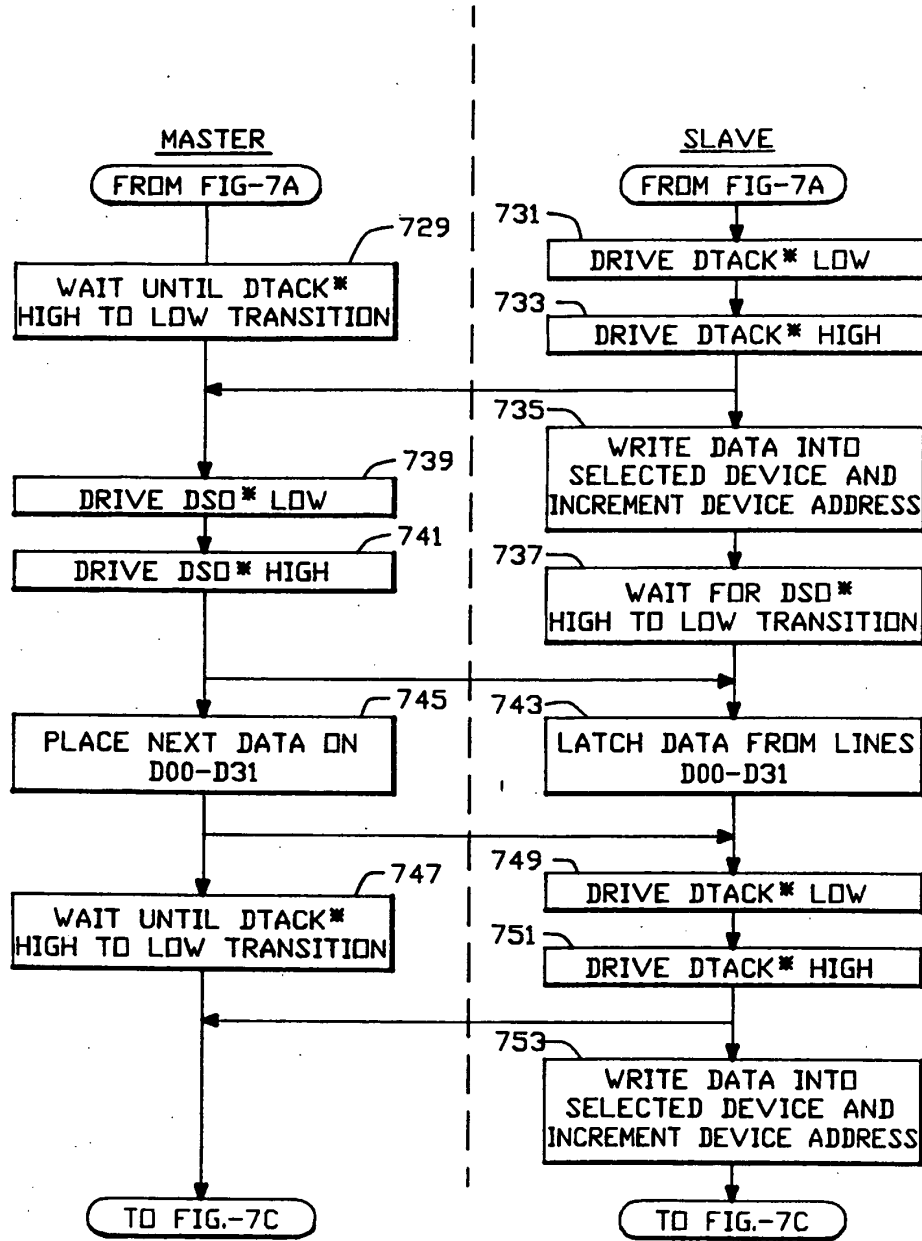 MASTER
FROM FIG-7A
729
WAIT UNTIL DTACK*
HIGH TO LOW TRANSITION
739
DRIVE DSO* LOW
741
DRIVE DSO* HIGH
745
PLACE NEXT DATA ON
D00-D31
747
WAIT UNTIL DTACK*
HIGH TO LOW TRANSITION
TO FIG.-7C
SLAVE
FROM FIG-7A
731
DRIVE DTACK* LOW
733
DRIVE DTACK* HIGH
735
WRITE DATA INTO
SELECTED DEVICE AND
INCREMENT DEVICE ADDRESS
737
WAIT FOR DSO*
HIGH TO LOW TRANSITION
743
LATCH DATA FROM LINES
D00-D31
749
DRIVE DTACK* LOW
751
DRIVE DTACK* HIGH
753
WRITE DATA INTO
SELECTED DEVICE AND
INCREMENT DEVICE ADDRESS
TO FIG.-7C